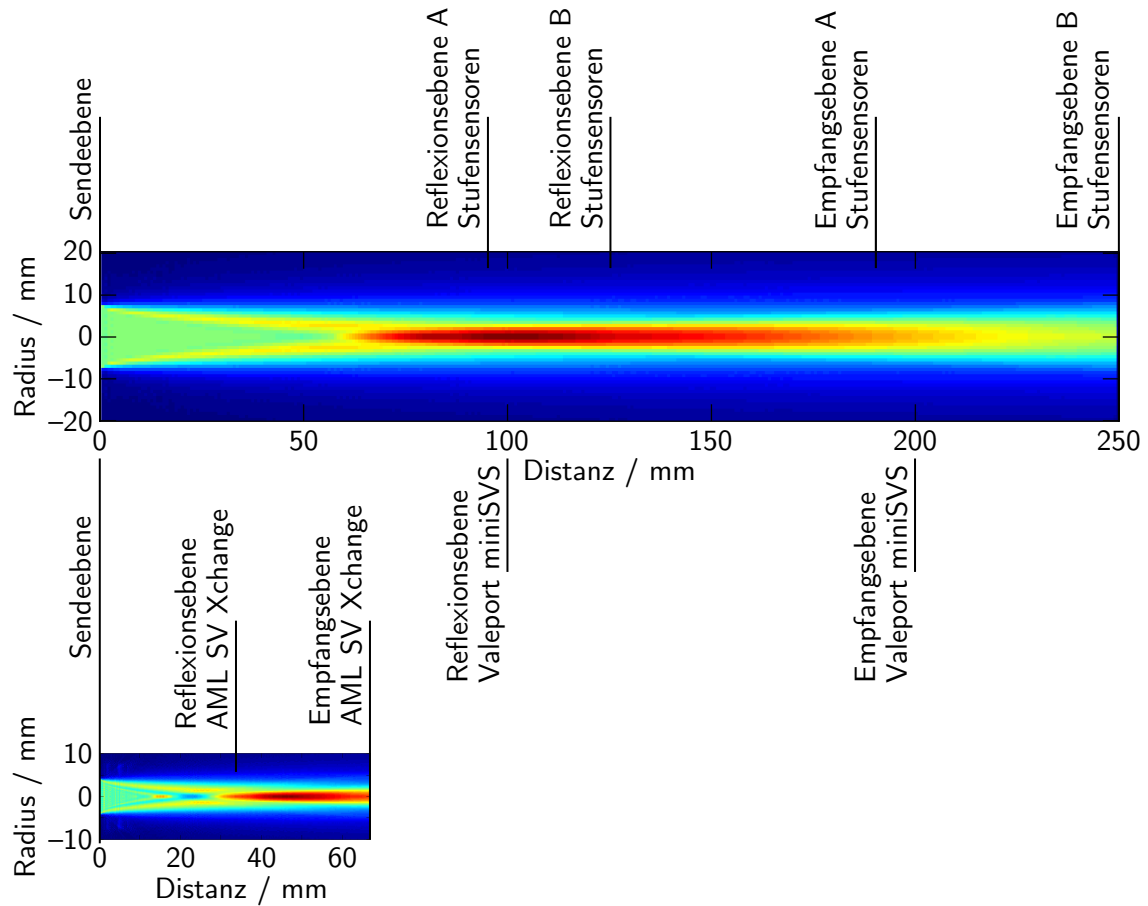 Sendeebene
Reflexionsebene A
Stufensensoren
Reflexionsebene B
Stufensensoren
Empfangsebene A
Stufensensoren
Empfangsebene B
Stufensensoren
20
10
0
−10
−20
Radius / mm
0 50 100 150 200 250
Distanz / mm
Sendeebene
Reflexionsebene
AML SV Xchange
Empfangsebene
AML SV Xchange
Reflexionsebene
Valeport miniSVS
Empfangsebene
Valeport miniSVS
10
0
−10
Radius / mm
0 20 40 60
Distanz / mm